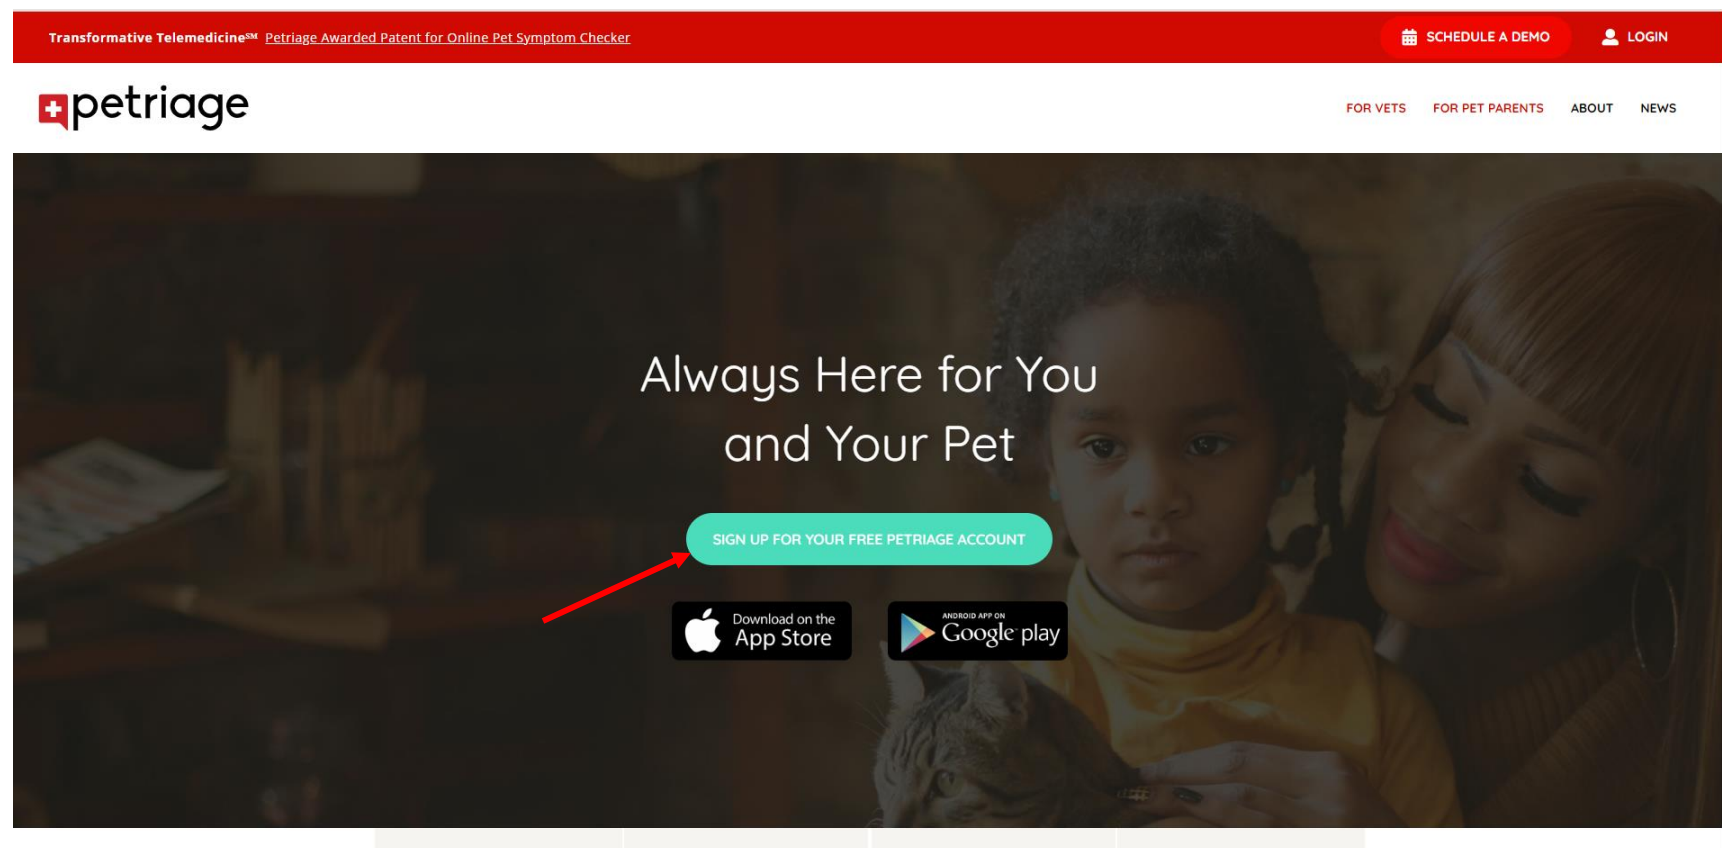 Transformative Telemedicine℠ Petriage Awarded Patent for Online Pet Symptom Checker
SCHEDULE A DEMO
LOGIN
petriage
FOR VETS
FOR PET PARENTS
ABOUT
NEWS
Always Here for You
and Your Pet
SIGN UP FOR YOUR FREE PETRIAGE ACCOUNT
Download on the
App Store
ANDROID APP ON
Google play